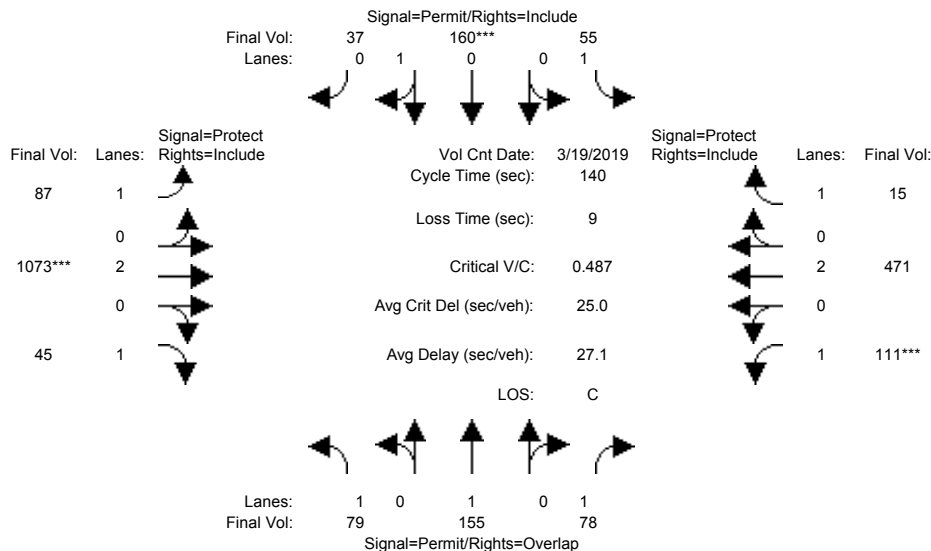 Signal=Permit/Rights=Include
Final Vol: 37 160*** 55
Lanes: 0 1 0 0 1
Signal=Protect Signal=Protect
Final Vol: Lanes: Rights=Include Vol Cnt Date: 3/19/2019 Rights=Include Lanes: Final Vol:
Cycle Time (sec): 140
87 1 1 15
Loss Time (sec): 9
0 0
1073*** 2 Critical V/C: 0.487 2 471
0 Avg Crit Del (sec/veh): 25.0 0
45 1 Avg Delay (sec/veh): 27.1 1 111***
LOS: C
Lanes: 1 0 1 0 1
Final Vol: 79 155 78
Signal=Permit/Rights=Overlap